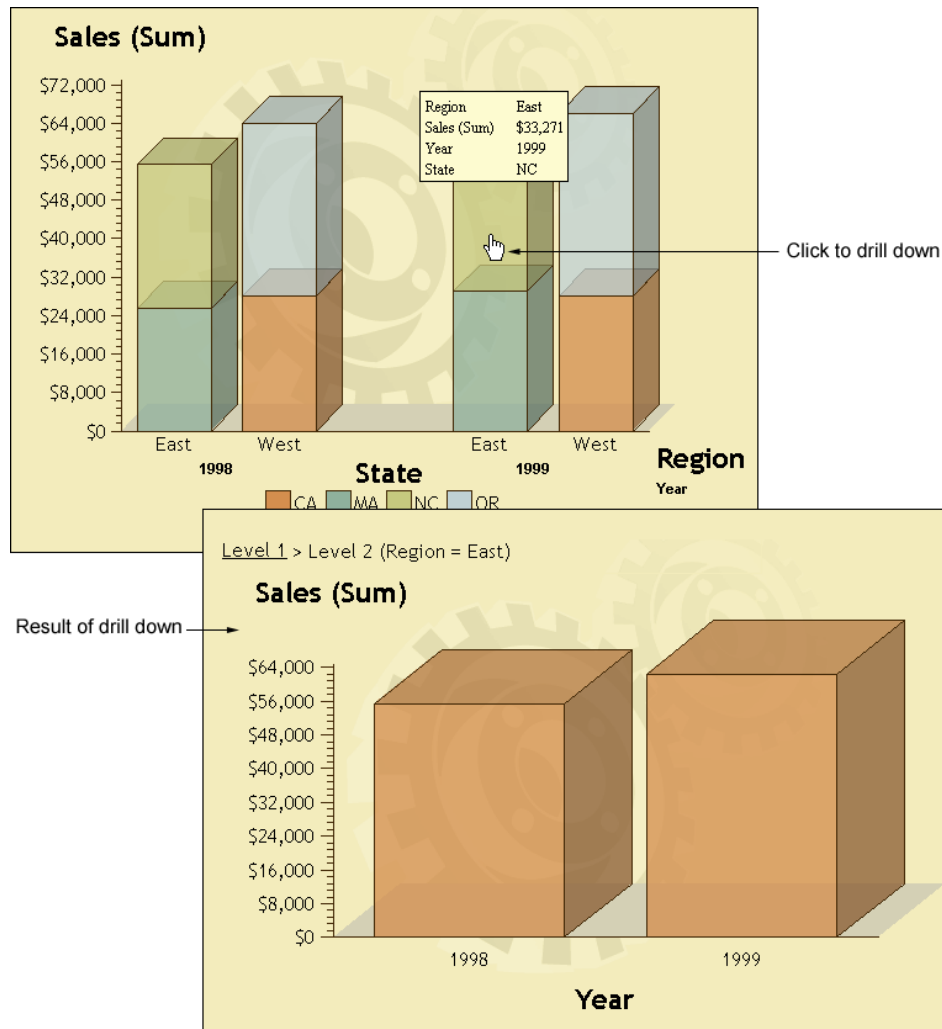 Sales (Sum)
$72,000
$64,000
$56,000
$48,000
$40,000
$32,000
$24,000
$16,000
$8,000
$0
Region East
Sales (Sum) $33,271
Year 1999
State NC
Click to drill down
East West East West
1998 1999
State
Region
Year
CA MA NC OR
Level 1 > Level 2 (Region = East)
Sales (Sum)
Result of drill down
$64,000
$56,000
$48,000
$40,000
$32,000
$24,000
$16,000
$8,000
$0
1998 1999
Year